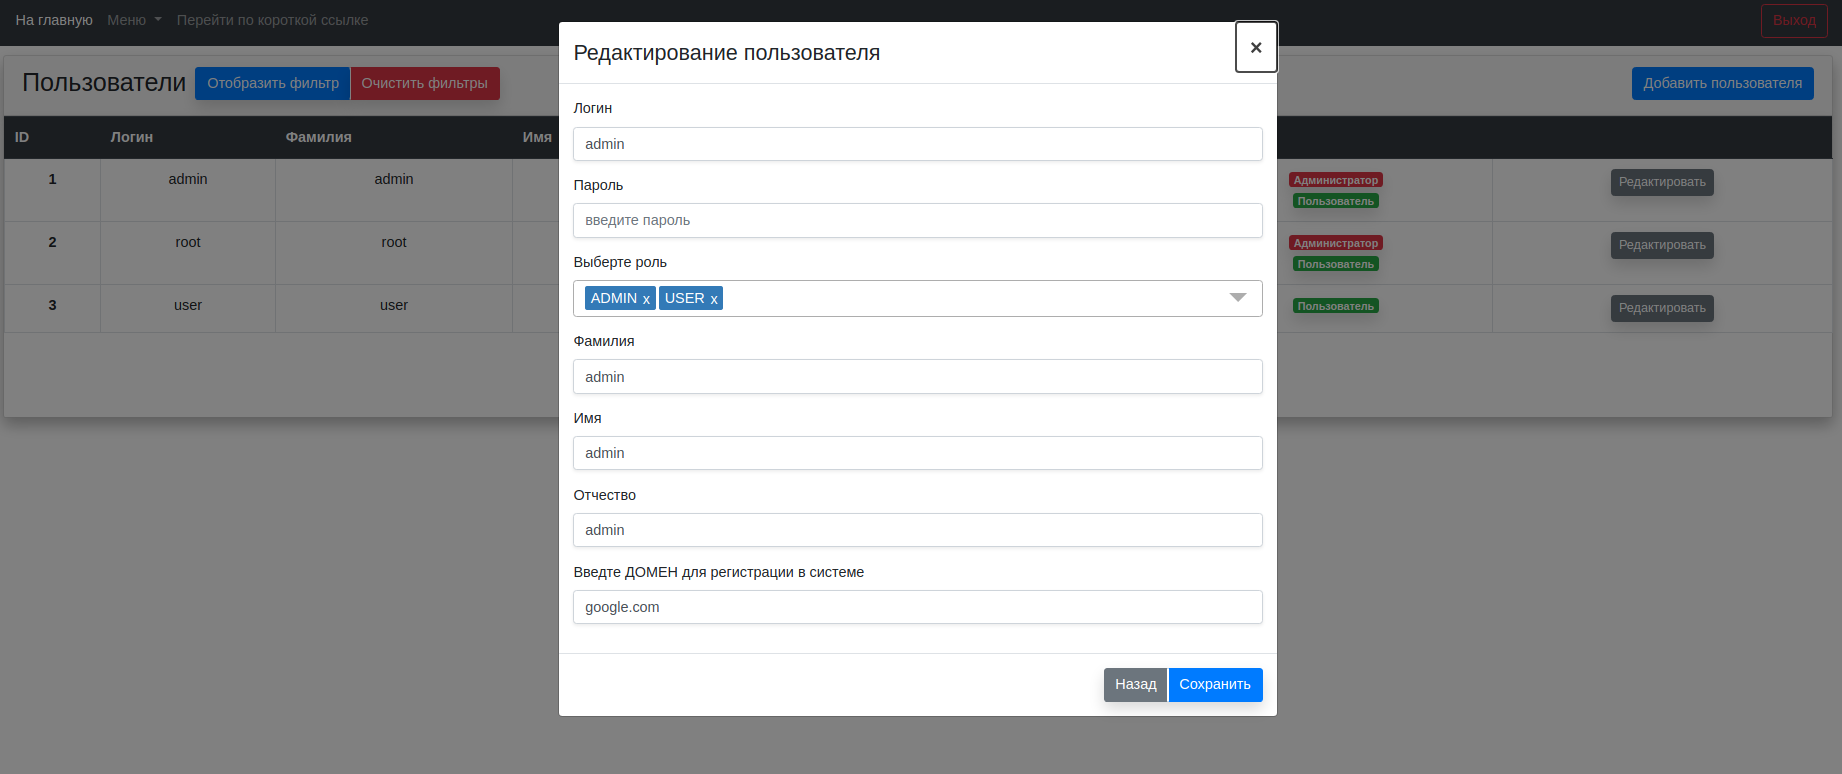 На главную Меню Перейти по короткой ссылке Выход
Пользователи Отобразить фильтр Очистить фильтры Добавить пользователя
ID Логин Фамилия Имя
1 admin admin Администратор Пользователь Редактировать
2 root root Администратор Пользователь Редактировать
3 user user Пользователь Редактировать
Редактирование пользователя ×
Логин
admin
Пароль
введите пароль
Выберте роль
ADMIN x USER x
Фамилия
admin
Имя
admin
Отчество
admin
Введте ДОМЕН для регистрации в системе
google.com
Назад Сохранить